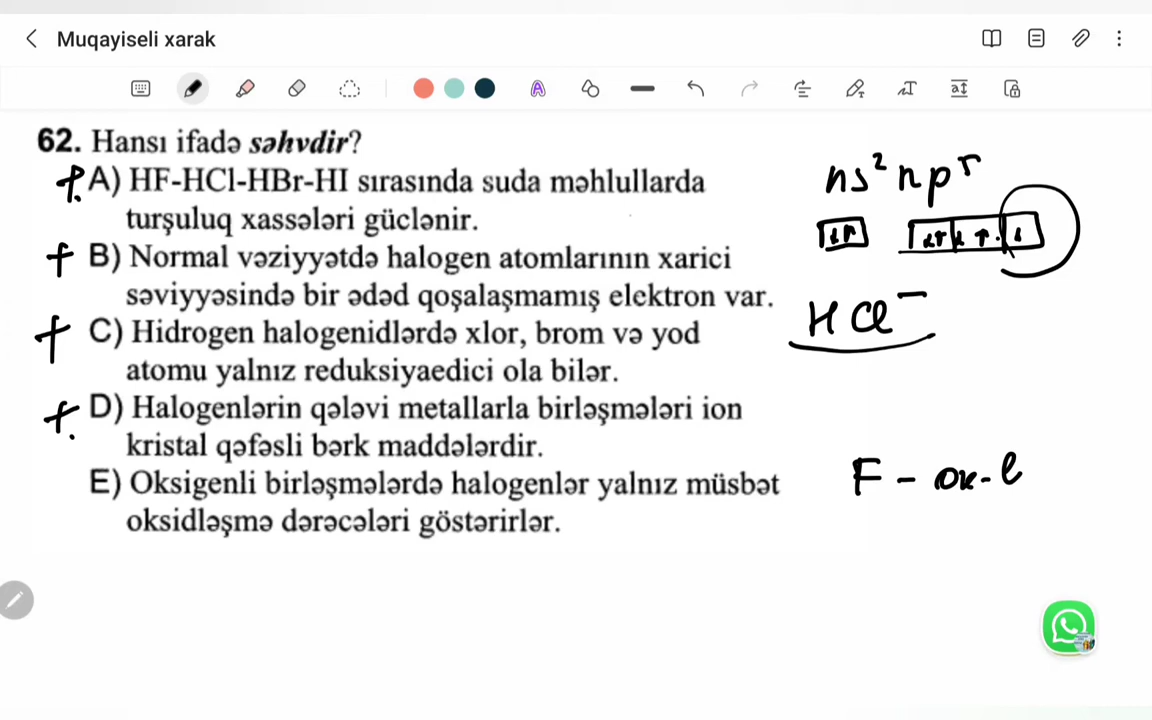 Muqayiseli xarak
62. Hansı ifadə səhvdir?
A) HF-HCl-HBr-HI sırasında suda məhlullarda
turşuluq xassələri güclənir.
B) Normal vəziyyətdə halogen atomlarının xarici
səviyyəsində bir ədəd qoşalaşmamış elektron var.
C) Hidrogen halogenidlərdə xlor, brom və yod
atomu yalnız reduksiyaedici ola bilər.
D) Halogenlərin qələvi metallarla birləşmələri ion
kristal qəfəsli bərk maddələrdir.
E) Oksigenli birləşmələrdə halogenlər yalnız müsbət
oksidləşmə dərəcələri göstərirlər.
ns² np⁵
HCl⁻
F - ok-l